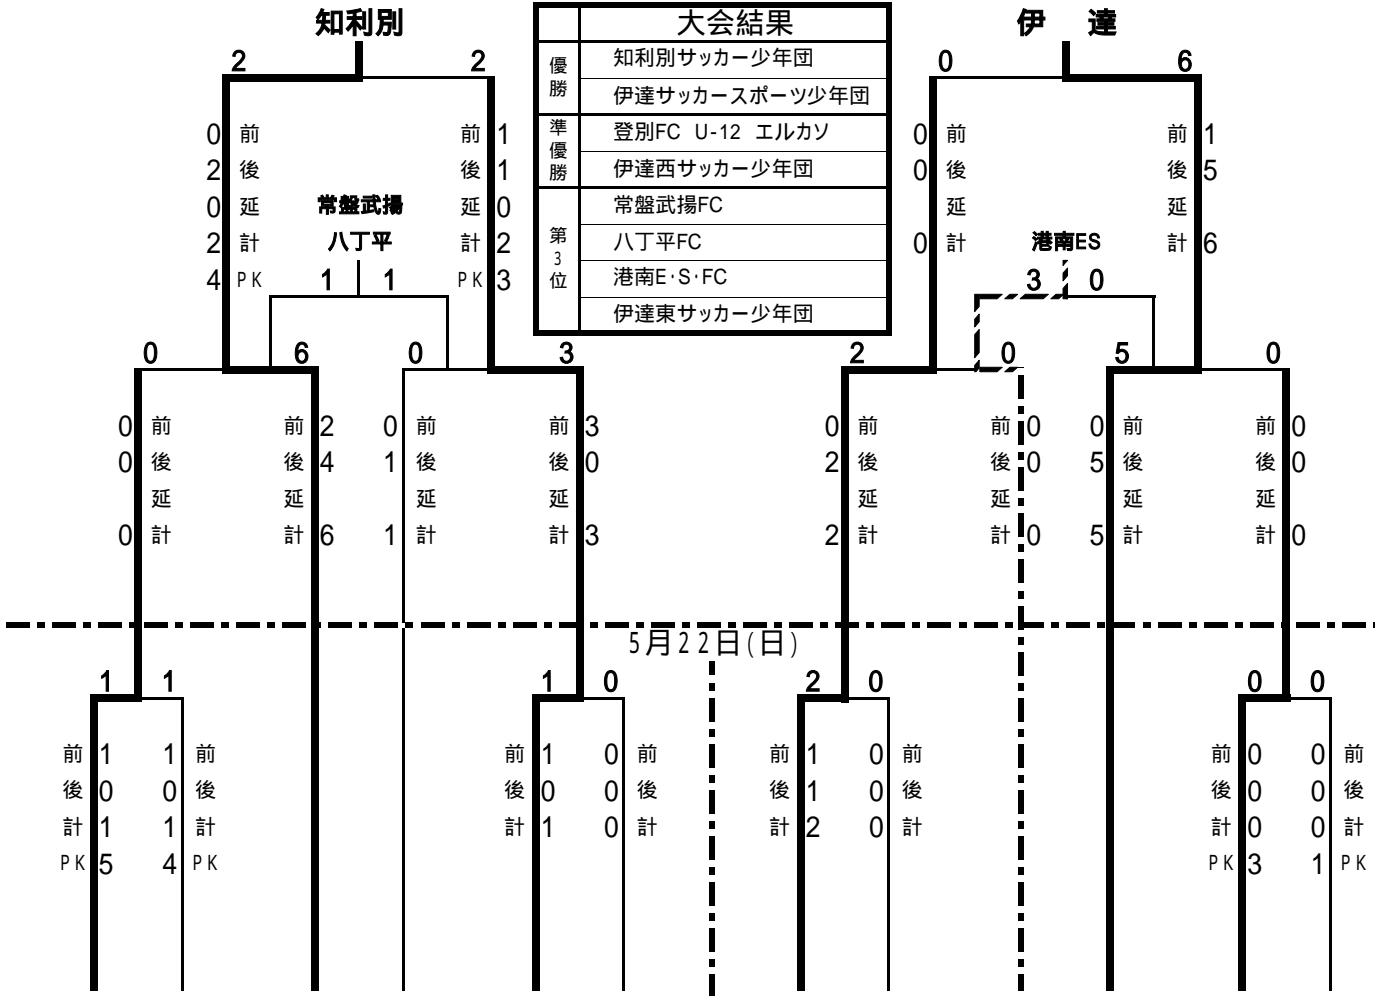 知利別
大会結果
伊　達
優勝
知利別サッカー少年団
伊達サッカースポーツ少年団
準優勝
登別FC U-12 エルカソ
伊達西サッカー少年団
第3位
常盤武揚FC
八丁平FC
港南E・S・FC
伊達東サッカー少年団
2 2 0 6
0 前 前 1 0 前 前 1
2 後 後 1 0 後 後 5
0 延 常盤武揚 延 0 延 延
2 計 八丁平 計 2 0 計 港南ES 計 6
4 PK 1 1 PK 3 3 0
0 6 0 3 2 0 5 0
0 前 前 2 0 前 前 3 0 前 前 0 0 前 前 0
0 後 後 4 1 後 後 0 2 後 後 0 5 後 後 0
延 延 延 延 延 延 延 延
0 計 計 6 1 計 計 3 2 計 計 0 5 計 計 0
5月22日(日)
1 1 1 0 2 0 0 0
前 1 1 前 前 1 0 前 前 1 0 前 前 0 0 前
後 0 0 後 後 0 0 後 後 1 0 後 後 0 0 後
計 1 1 計 計 1 0 計 計 2 0 計 計 0 0 計
PK 5 4 PK PK 3 1 PK